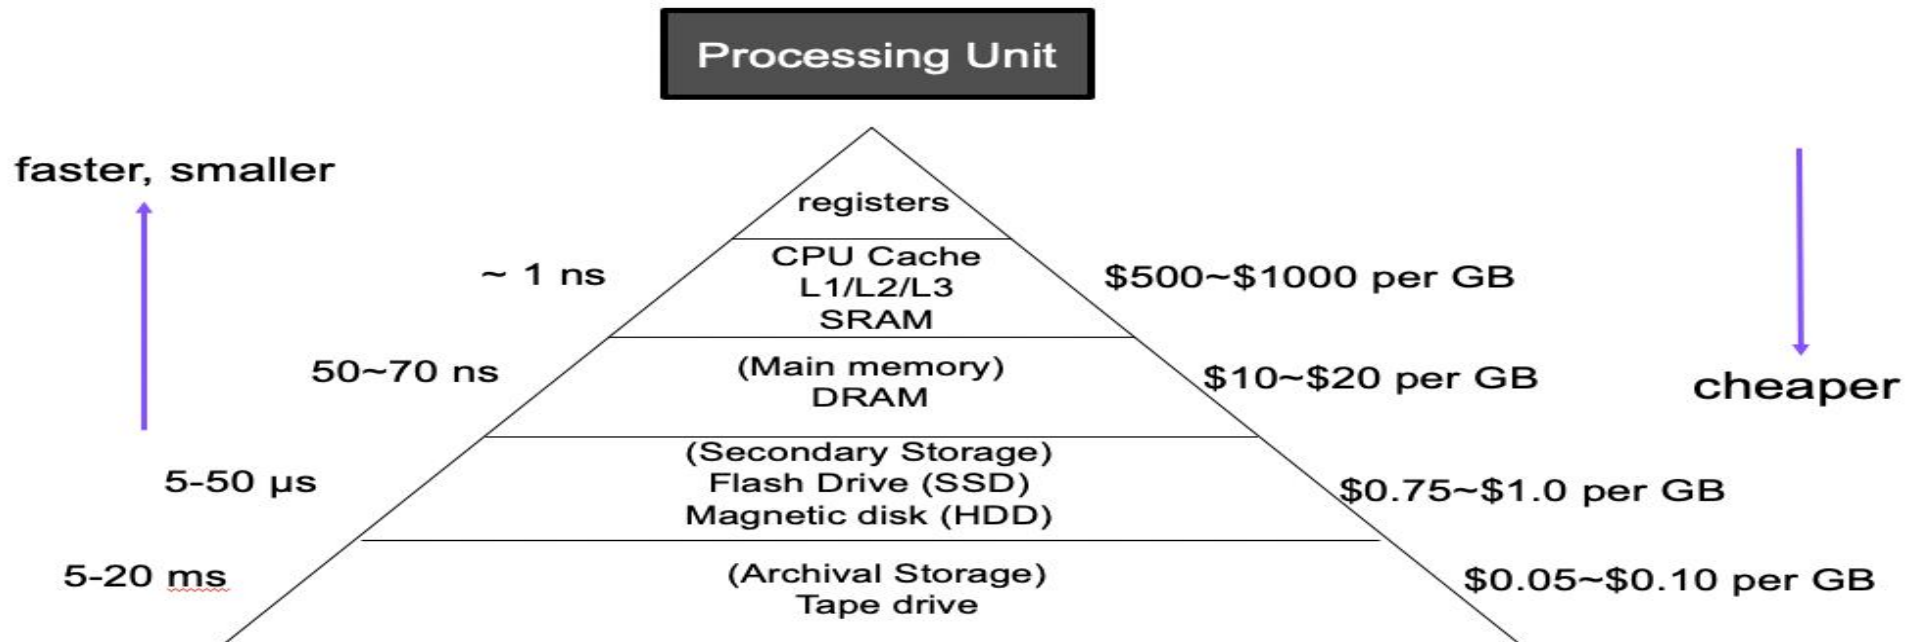 Processing Unit
faster, smaller
registers
~ 1 ns
CPU Cache
L1/L2/L3
SRAM
$500~$1000 per GB
50~70 ns
(Main memory)
DRAM
$10~$20 per GB
cheaper
5-50 µs
(Secondary Storage)
Flash Drive (SSD)
Magnetic disk (HDD)
$0.75~$1.0 per GB
5-20 ms
(Archival Storage)
Tape drive
$0.05~$0.10 per GB